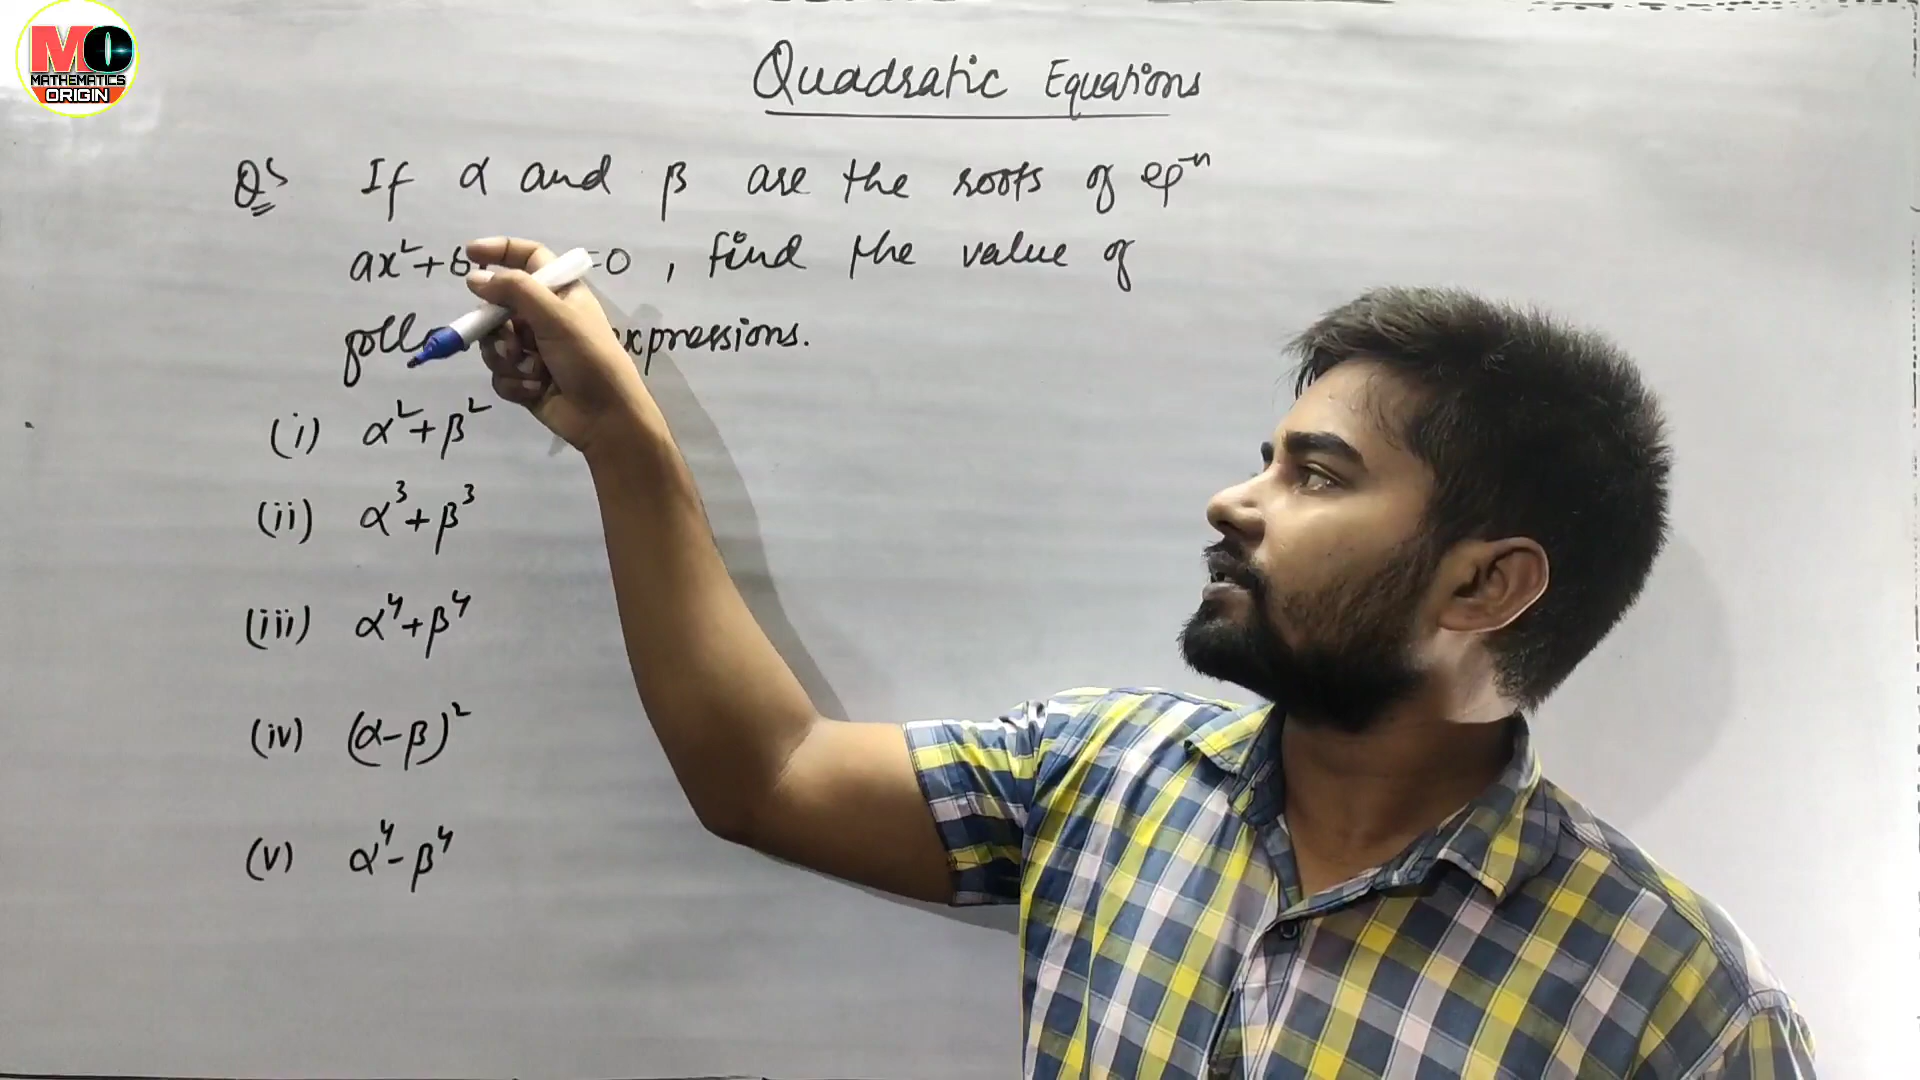 MO
MATHEMATICS
ORIGIN
Quadratic Equations
Q: If α and β are the roots of eqⁿ
ax²+b =0, find the value of
expressions.
(i) α²+β²
(ii) α³+β³
(iii) α⁴+β⁴
(iv) (α-β)²
(v) α⁴-β⁴